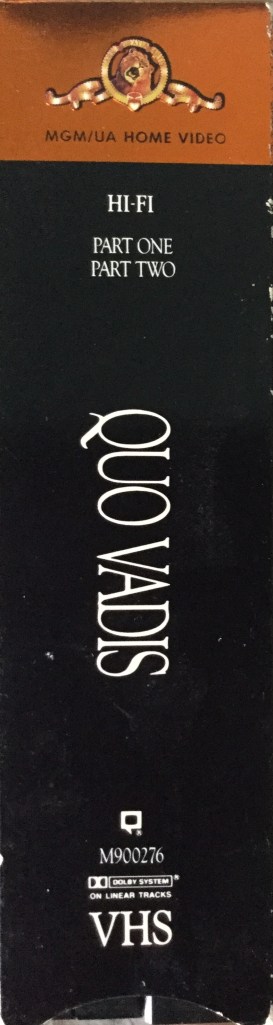 MGM/UA HOME VIDEO
HI-FI
PART ONE
PART TWO
QUO VADIS
M900276
DOLBY SYSTEM®
ON LINEAR TRACKS
VHS